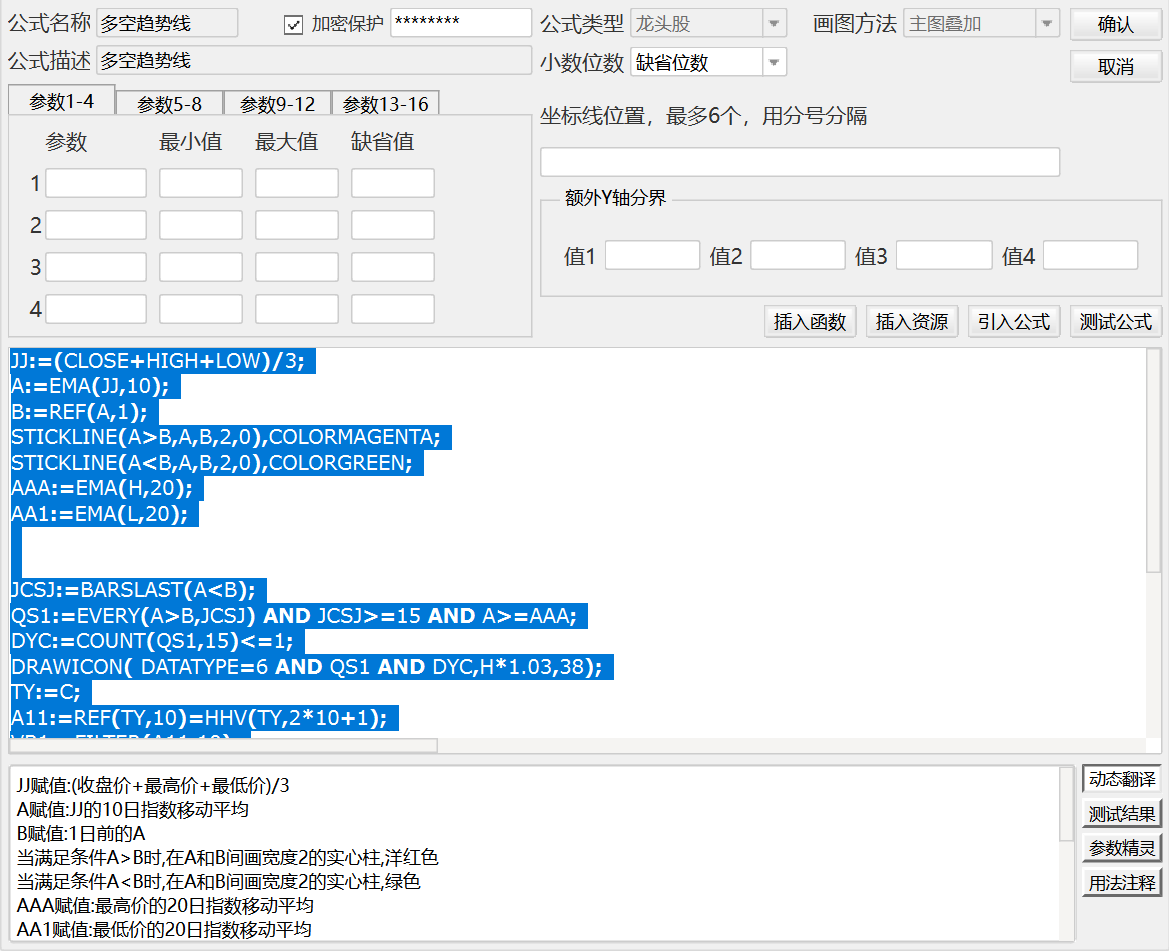 公式名称 多空趋势线 加密保护 ******** 公式类型 龙头股 画图方法 主图叠加 确认
公式描述 多空趋势线 小数位数 缺省位数 取消
参数1-4 参数5-8 参数9-12 参数13-16
坐标线位置，最多6个，用分号分隔
参数 最小值 最大值 缺省值
1
2
3
4
额外Y轴分界
值1 值2 值3 值4
插入函数 插入资源 引入公式 测试公式
JJ:=(CLOSE+HIGH+LOW)/3;
A:=EMA(JJ,10);
B:=REF(A,1);
STICKLINE(A>B,A,B,2,0),COLORMAGENTA;
STICKLINE(A<B,A,B,2,0),COLORGREEN;
AAA:=EMA(H,20);
AA1:=EMA(L,20);
JCSJ:=BARSLAST(A<B);
QS1:=EVERY(A>B,JCSJ) AND JCSJ>=15 AND A>=AAA;
DYC:=COUNT(QS1,15)<=1;
DRAWICON( DATATYPE=6 AND QS1 AND DYC,H*1.03,38);
TY:=C;
A11:=REF(TY,10)=HHV(TY,2*10+1);
JJ赋值:(收盘价+最高价+最低价)/3
A赋值:JJ的10日指数移动平均
B赋值:1日前的A
当满足条件A>B时,在A和B间画宽度2的实心柱,洋红色
当满足条件A<B时,在A和B间画宽度2的实心柱,绿色
AAA赋值:最高价的20日指数移动平均
AA1赋值:最低价的20日指数移动平均
动态翻译
测试结果
参数精灵
用法注释